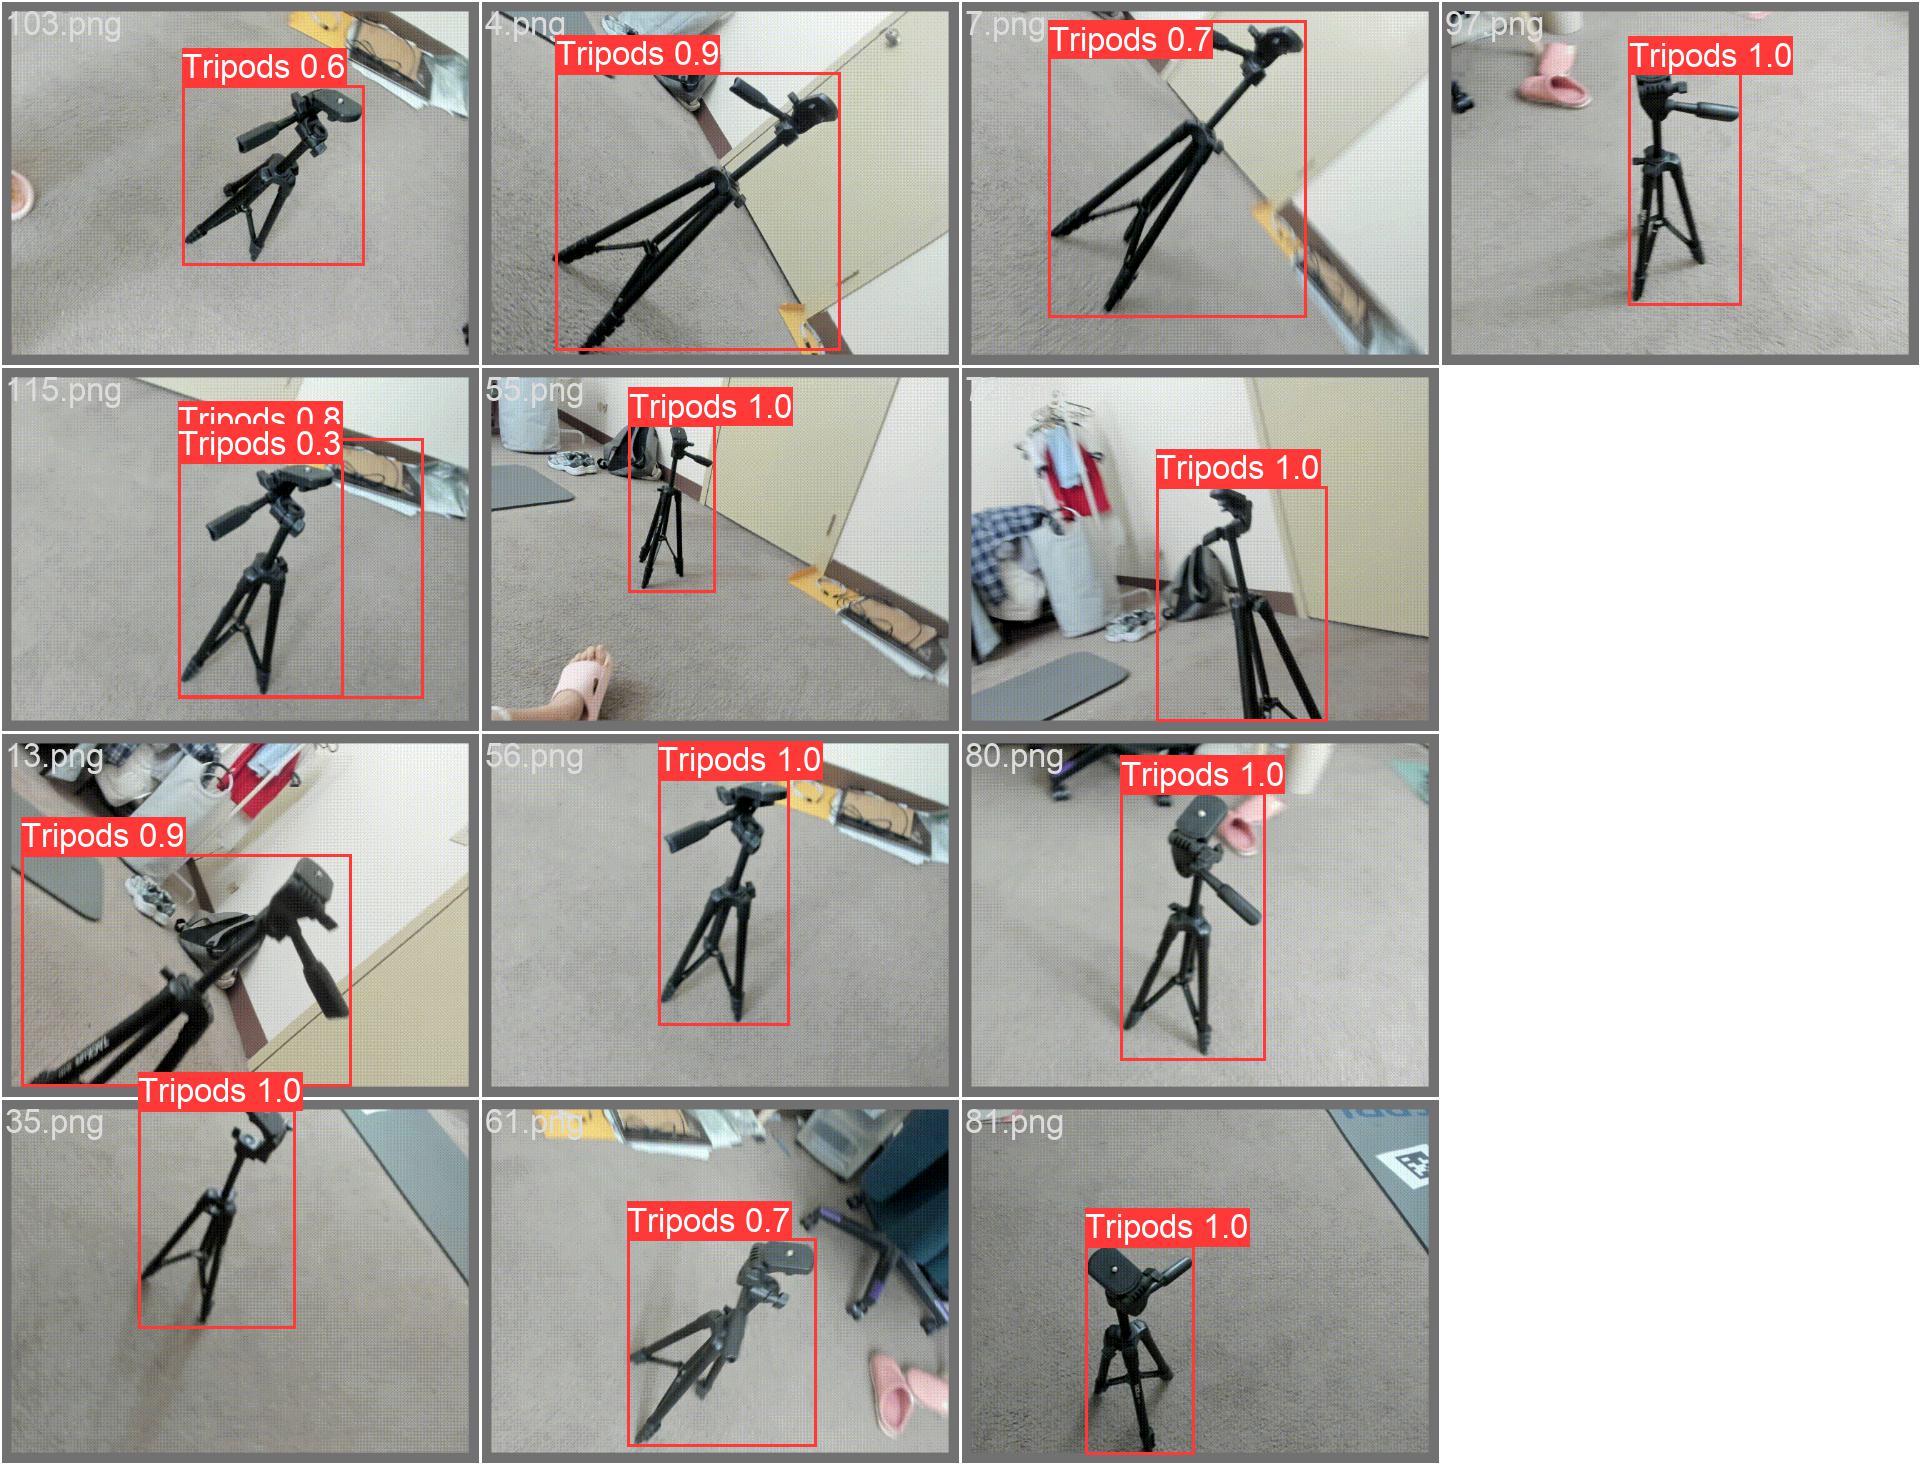 103.png
Tripods 0.6
4.png
Tripods 0.9
7.png
Tripods 0.7
97.png
Tripods 1.0
115.png
Tripods 0.8
Tripods 0.3
55.png
Tripods 1.0
Tripods 1.0
13.png
Tripods 0.9
56.png
Tripods 1.0
80.png
Tripods 1.0
35.png
Tripods 1.0
61.png
Tripods 0.7
81.png
Tripods 1.0